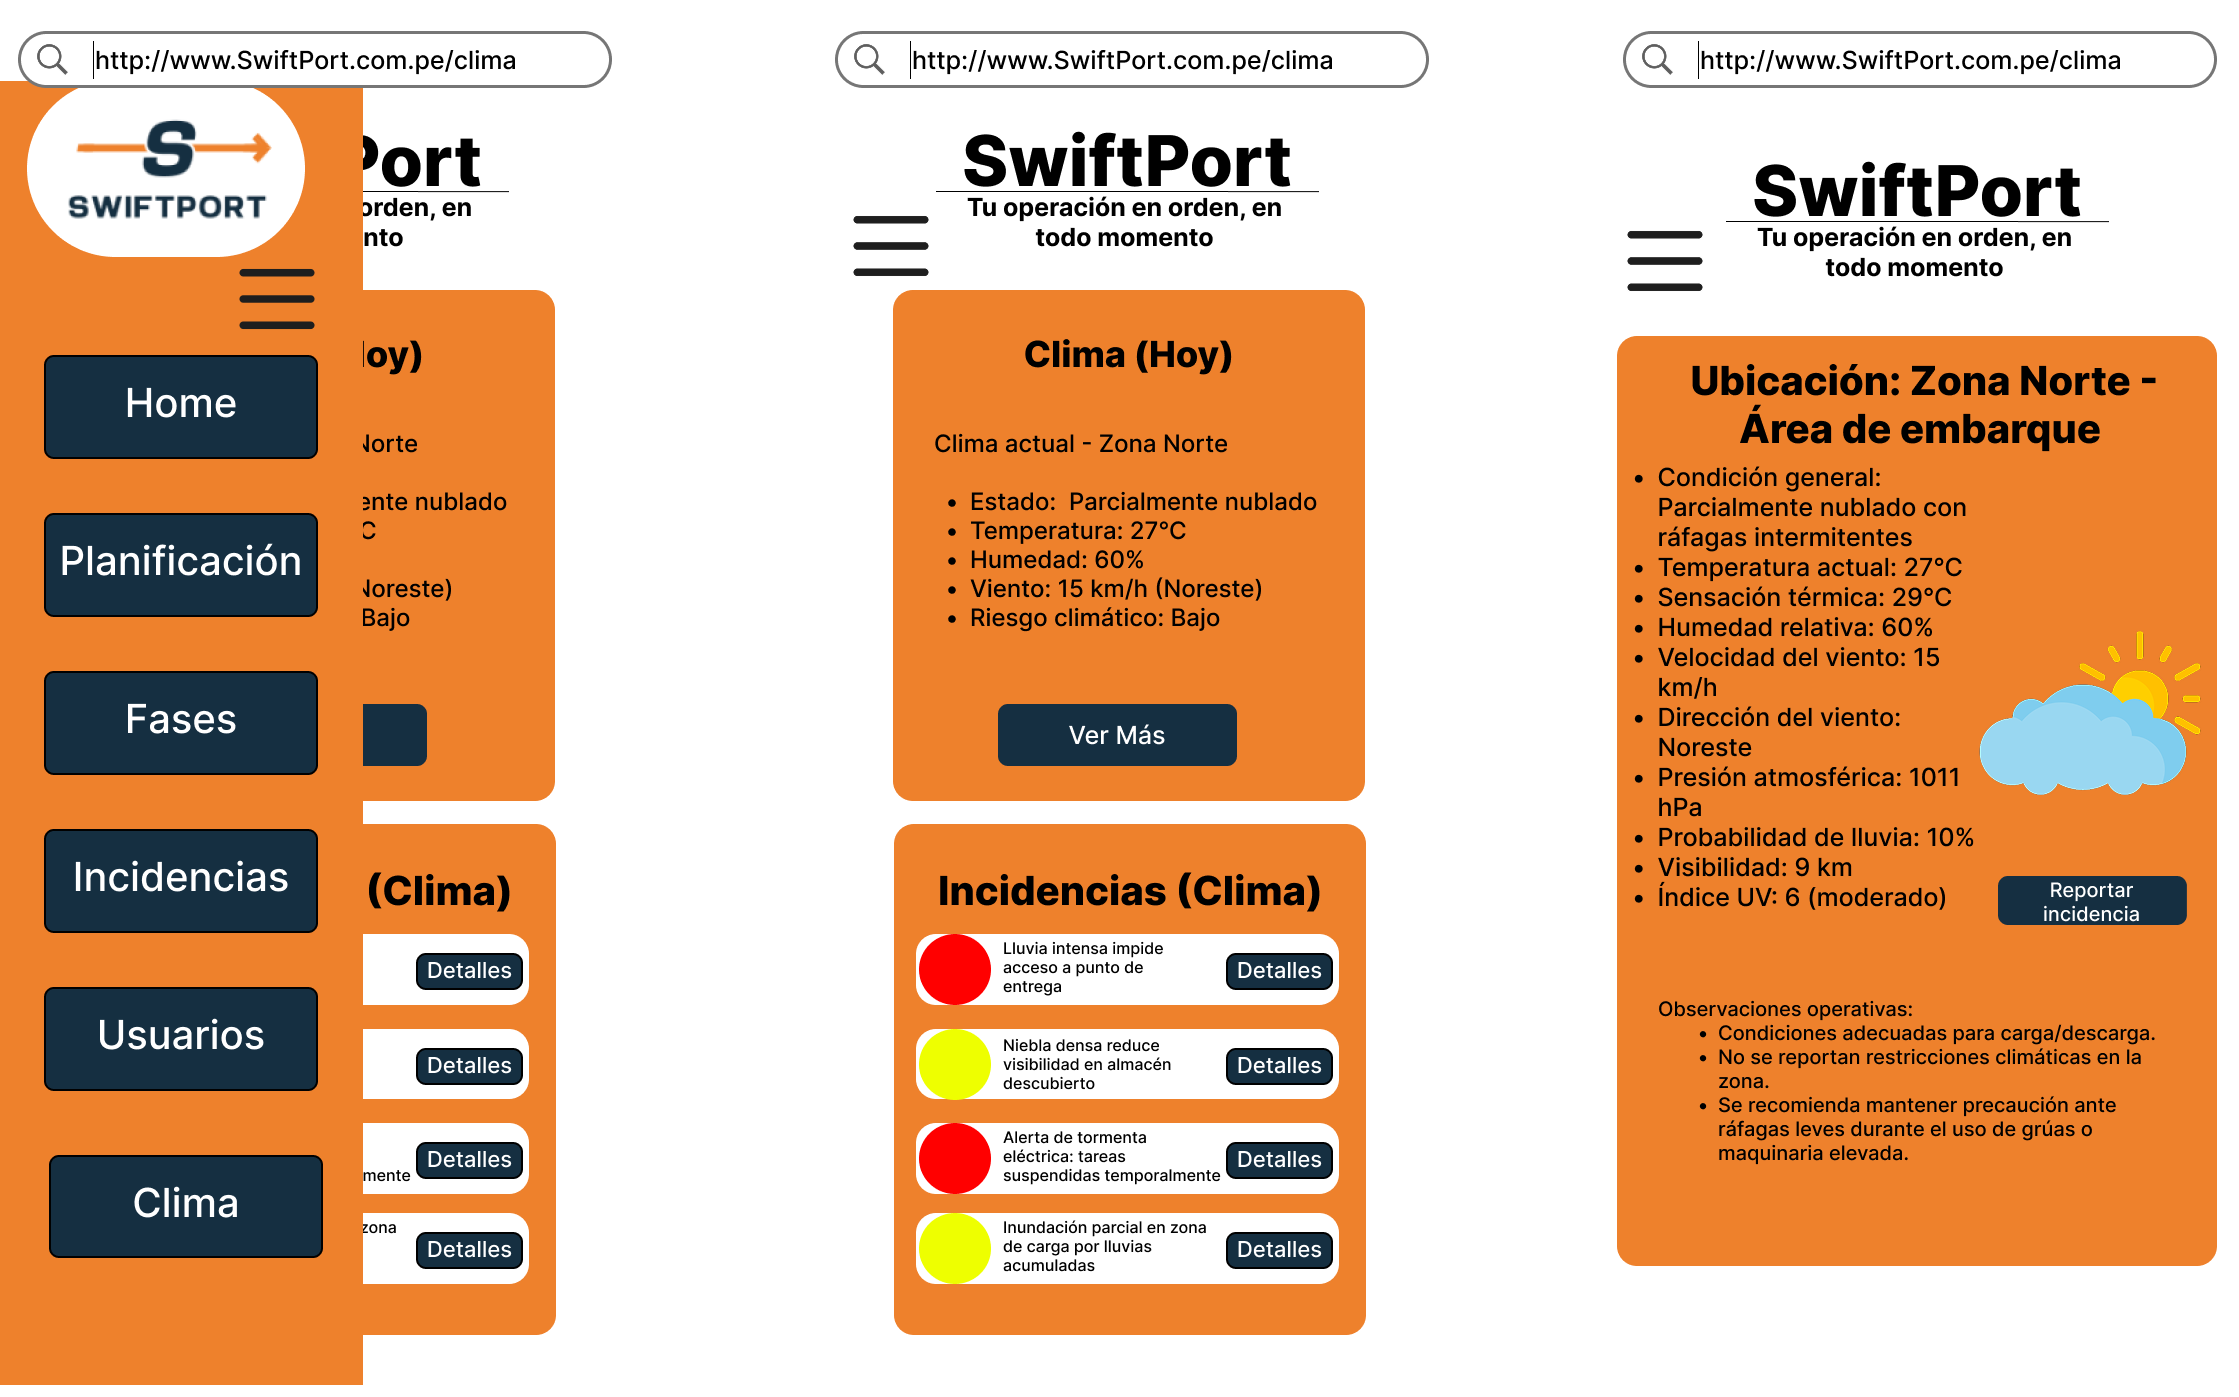 http://www.SwiftPort.com.pe/clima
SWIFTPORT
Port
orden, en
nto
Home
Planificación
Fases
Incidencias
Usuarios
Clima
oy)
Norte
ente nublado
C
Noreste)
Bajo
(Clima)
Detalles
Detalles
mente
Detalles
zona
Detalles
http://www.SwiftPort.com.pe/clima
SwiftPort
Tu operación en orden, en
todo momento
Clima (Hoy)
Clima actual - Zona Norte
• Estado:  Parcialmente nublado
• Temperatura: 27°C
• Humedad: 60%
• Viento: 15 km/h (Noreste)
• Riesgo climático: Bajo
Ver Más
Incidencias (Clima)
Lluvia intensa impide
acceso a punto de
entrega
Detalles
Niebla densa reduce
visibilidad en almacén
descubierto
Detalles
Alerta de tormenta
eléctrica: tareas
suspendidas temporalmente
Detalles
Inundación parcial en zona
de carga por lluvias
acumuladas
Detalles
http://www.SwiftPort.com.pe/clima
SwiftPort
Tu operación en orden, en
todo momento
Ubicación: Zona Norte -
Área de embarque
• Condición general:
Parcialmente nublado con
ráfagas intermitentes
• Temperatura actual: 27°C
• Sensación térmica: 29°C
• Humedad relativa: 60%
• Velocidad del viento: 15
km/h
• Dirección del viento:
Noreste
• Presión atmosférica: 1011
hPa
• Probabilidad de lluvia: 10%
• Visibilidad: 9 km
• Índice UV: 6 (moderado)
Reportar
incidencia
Observaciones operativas:
• Condiciones adecuadas para carga/descarga.
• No se reportan restricciones climáticas en la
zona.
• Se recomienda mantener precaución ante
ráfagas leves durante el uso de grúas o
maquinaria elevada.